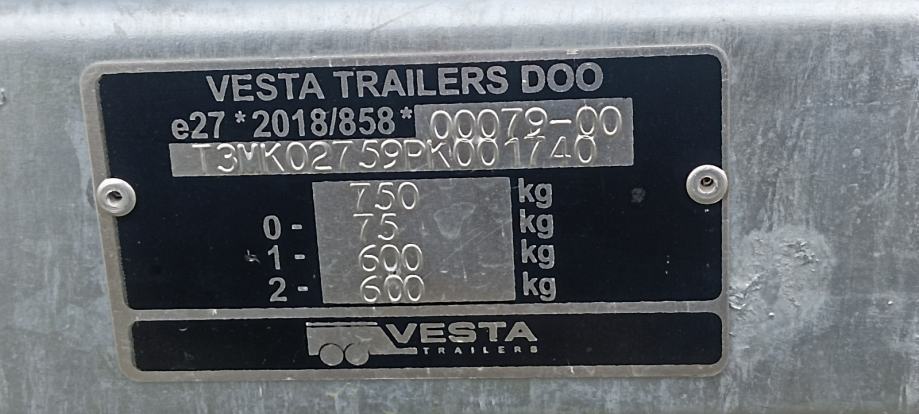 VESTA TRAILERS DOO
e27*2018/858*00079-00
T3VK02759PK001740
750 kg
0- 75 kg
1- 600 kg
2- 600 kg
VESTA
TRAILERS